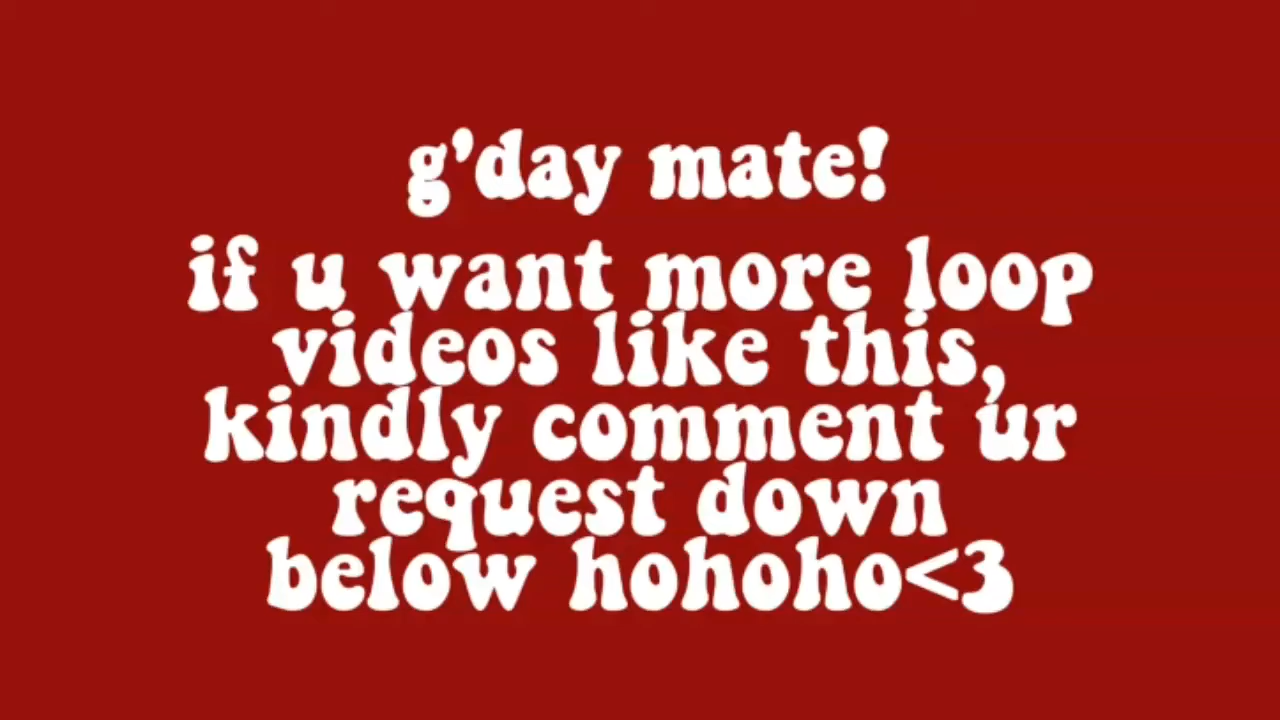 g'day mate!
if u want more loop
videos like this,
kindly comment ur
request down
below hohoho<3